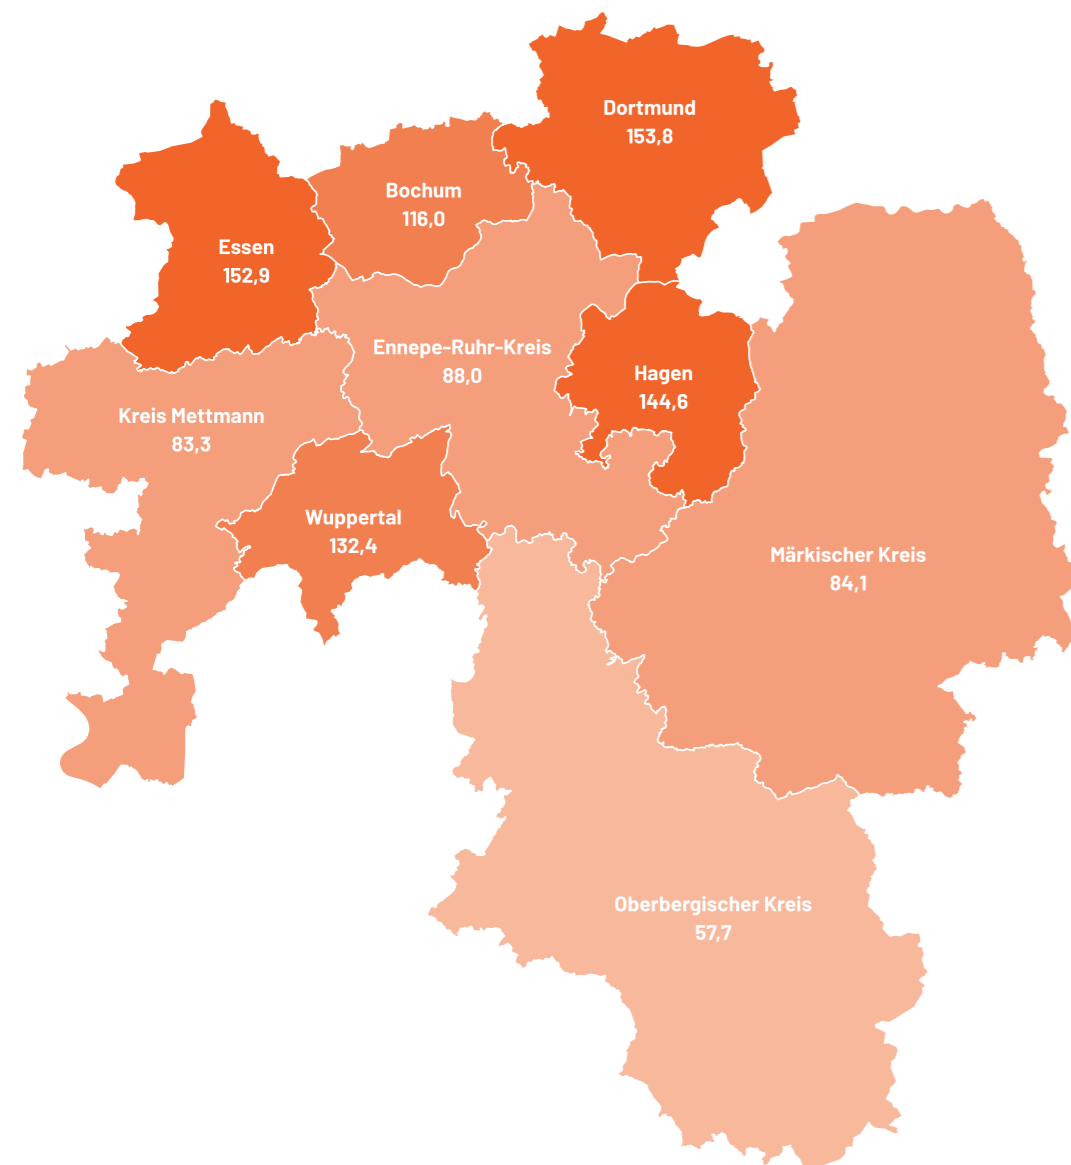 Dortmund
153,8
Bochum
116,0
Essen
152,9
Ennepe-Ruhr-Kreis
88,0
Hagen
144,6
Kreis Mettmann
83,3
Wuppertal
132,4
Märkischer Kreis
84,1
Oberbergischer Kreis
57,7